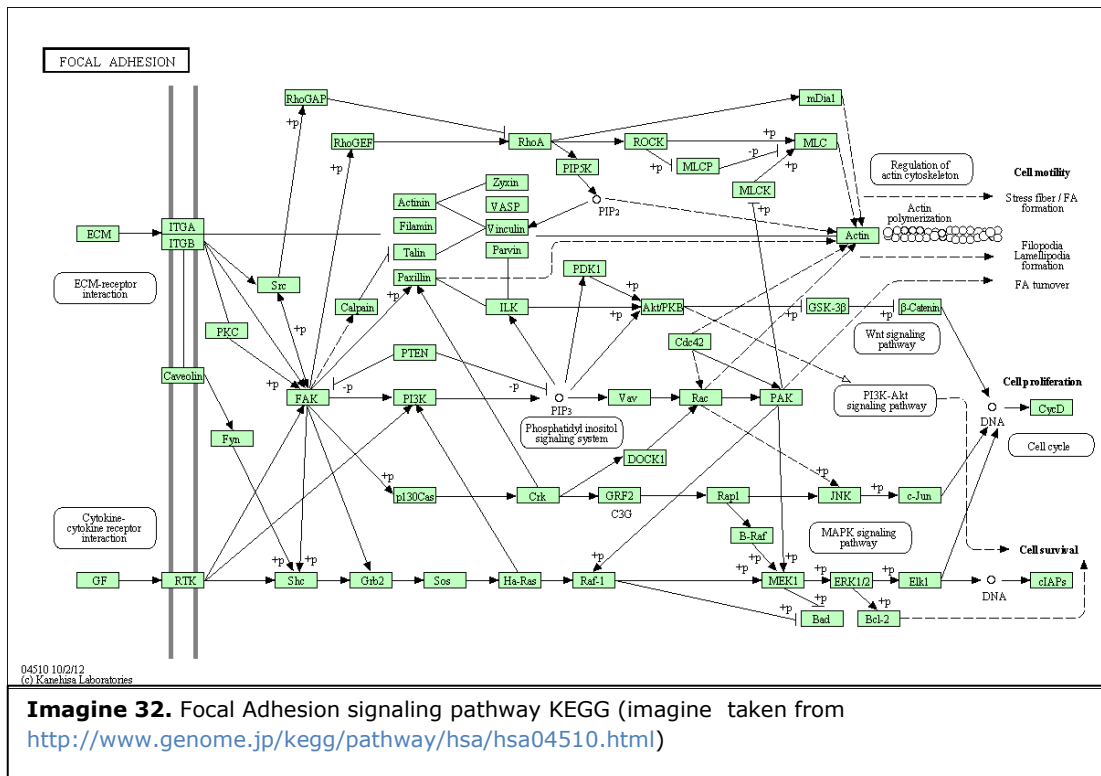 FOCAL ADHESION
RhoGAP
mDia1
+p
RhoGEF
RhoA
ROCK
+p
MLC
+p
+p
-p
+p
PIP5K
MLCP
MLCK
Regulation of
actin cytoskeleton
Cell motility
Zyxin
Actinin
VASP
PIP2
+p
Stress fiber / FA
formation
ITGA
Filamin
Vinculin
Actin
polymerization
ECM
ITGB
Talin
Parvin
Actin
Filopodia
Lamellipodia
formation
ECM-receptor
interaction
Src
Paxillin
PDK1
+p
FA turnover
+p
Calpain
+p
ILK
+p
Akt/PKB
GSK-3β
β-Catenin
+p
PKC
Cdc42
Wnt signaling
pathway
PTEN
Caveolin
+p
-p
-p
Cell proliferation
FAK
PI3K
PIP3
Vav
Rac
PAK
PI3K-Akt
signaling pathway
DNA
CycD
Fyn
Phosphatidyl inositol
signaling system
Cell cycle
DOCK1
+p
+p
p130Cas
Crk
GRF2
Rap1
JNK
+p
c-Jun
C3G
Cytokine-
cytokine receptor
interaction
B-Raf
MAPK signaling
pathway
+p
+p
+p
+p
+p
Cell survival
GF
RTK
Shc
Grb2
Sos
Ha-Ras
Raf-1
+p
MEK1
+p
ERK1/2
+p
Elk1
DNA
cIAPs
+p
+p
+p
Bad
Bcl-2
04510 10/2/12
(c) Kanehisa Laboratories
Imagine 32. Focal Adhesion signaling pathway KEGG (imagine taken from
http://www.genome.jp/kegg/pathway/hsa/hsa04510.html)